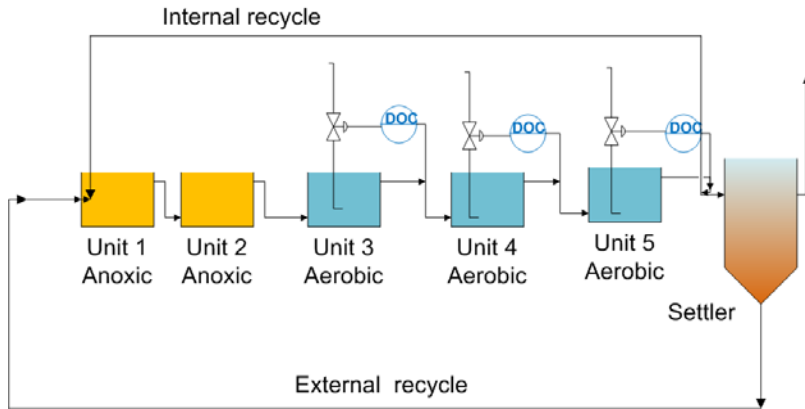 Internal recycle
DOC
DOC
DOC
Unit 1
Anoxic
Unit 2
Anoxic
Unit 3
Aerobic
Unit 4
Aerobic
Unit 5
Aerobic
Settler
External recycle